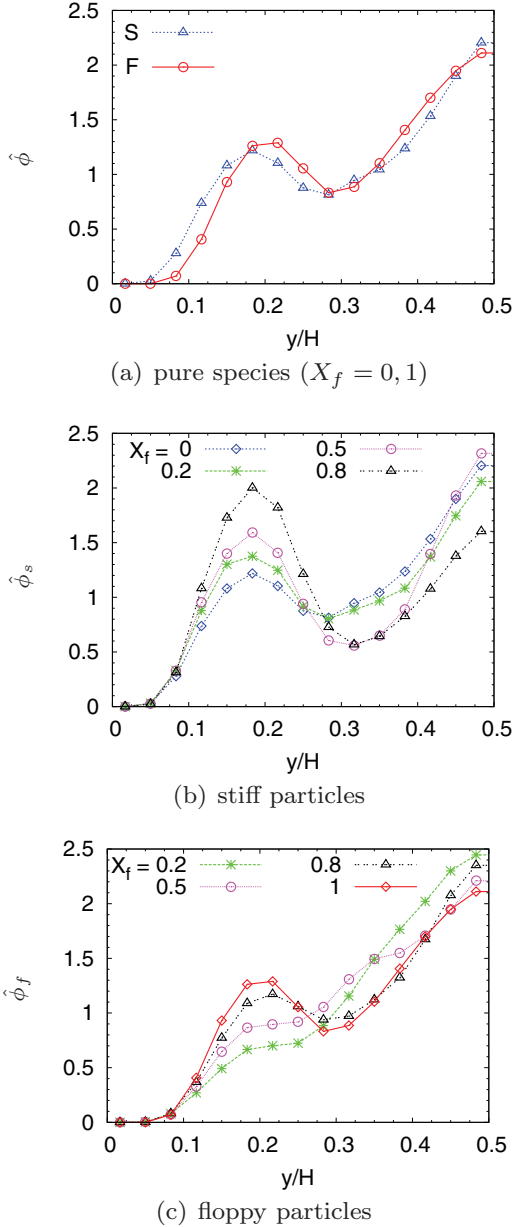 2.5
2
1.5
1
0.5
0
S
F
φ̂
0 0.1 0.2 0.3 0.4 0.5
y/H
(a) pure species (X_f = 0, 1)
2.5
2
1.5
1
0.5
0
X_f = 0 0.5
0.2 0.8
φ̂_s
0 0.1 0.2 0.3 0.4 0.5
y/H
(b) stiff particles
2.5
2
1.5
1
0.5
0
X_f = 0.2 0.8
0.5 1
φ̂_f
0 0.1 0.2 0.3 0.4 0.5
y/H
(c) floppy particles